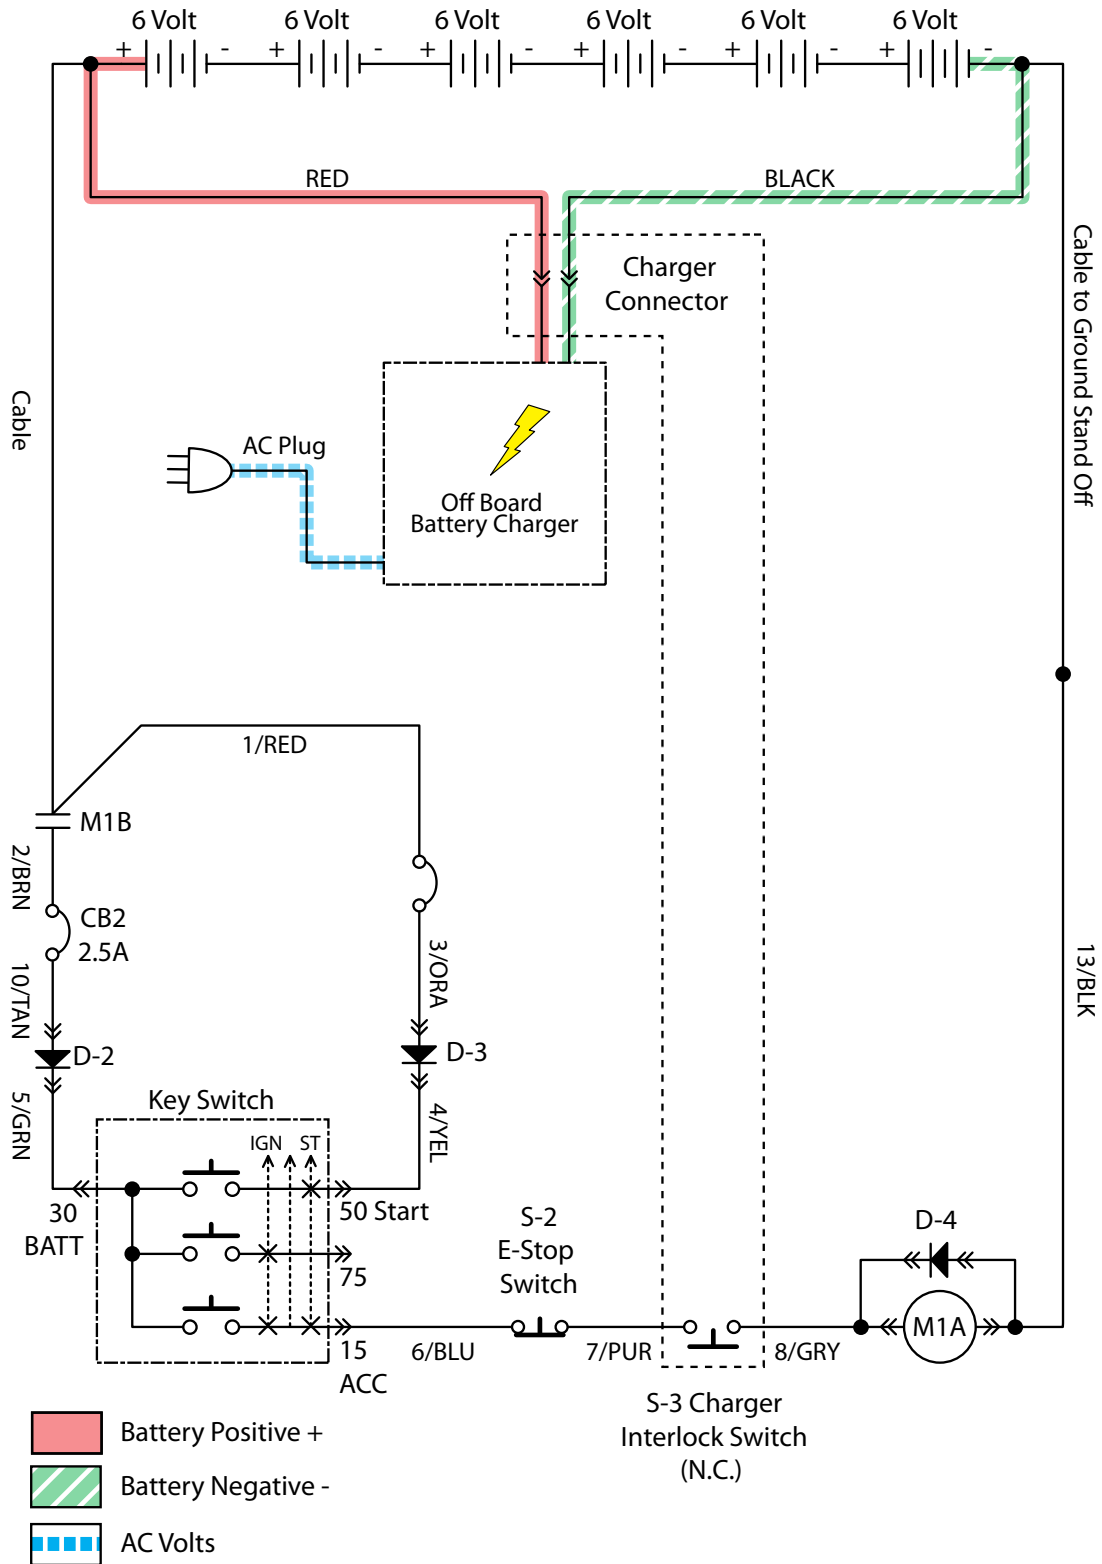 6 Volt 6 Volt 6 Volt 6 Volt 6 Volt 6 Volt
+ - + - + - + - + - + -
RED BLACK
Charger
Connector
Cable to Ground Stand Off
Cable
AC Plug
Off Board
Battery Charger
1/RED
M1B
2/BRN
CB2
2.5A
3/ORA
10/TAN
13/BLK
D-2
D-3
5/GRN
Key Switch
4/YEL
IGN ST
30
BATT
50 Start
75
15
ACC
S-2
E-Stop
Switch
D-4
M1A
6/BLU
7/PUR
8/GRY
S-3 Charger
Interlock Switch
(N.C.)
Battery Positive +
Battery Negative -
AC Volts